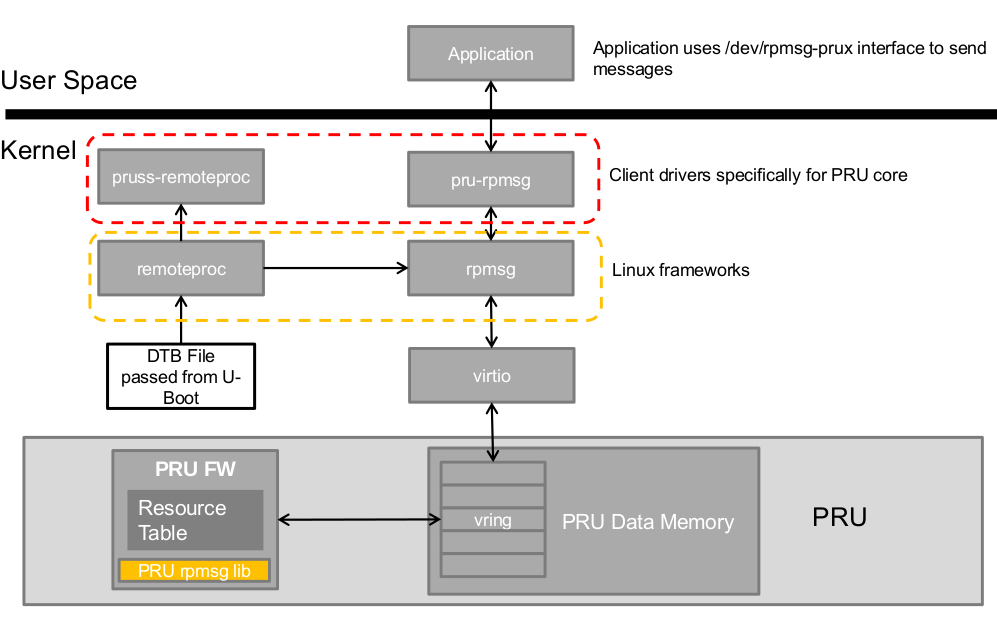 Application
Application uses /dev/rpmsg-prux interface to send
messages
User Space
Kernel
pruss-remoteproc
pru-rpmsg
Client drivers specifically for PRU core
remoteproc
rpmsg
Linux frameworks
DTB File
passed from U-
Boot
virtio
PRU FW
Resource
Table
PRU rpmsg lib
vring
PRU Data Memory
PRU